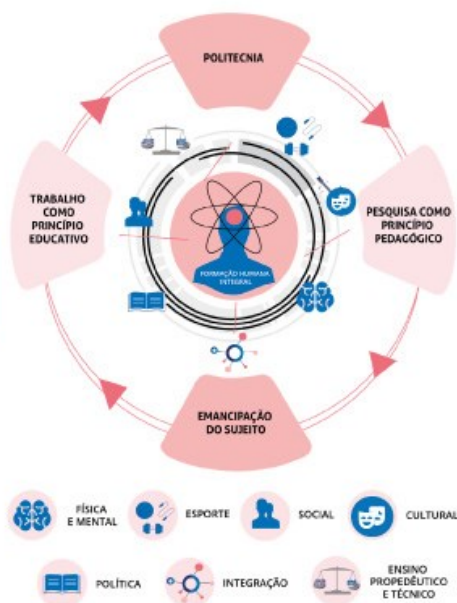 POLITECNIA
TRABALHO
COMO
PRINCÍPIO
EDUCATIVO
PESQUISA COMO
PRINCÍPIO
PEDAGÓGICO
FORMAÇÃO HUMANA
INTEGRAL
EMANCIPAÇÃO
DO SUJEITO
FÍSICA
E MENTAL
ESPORTE
SOCIAL
CULTURAL
POLÍTICA
INTEGRAÇÃO
ENSINO
PROPEDÊUTICO
E TÉCNICO